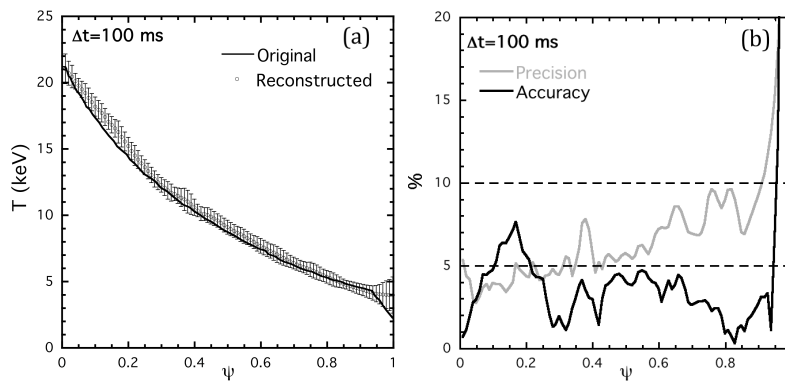 Δt=100 ms
(a)
Original
Reconstructed
25
20
15
10
5
0
T (keV)
0
0.2
0.4
0.6
0.8
1
ψ
Δt=100 ms
(b)
Precision
Accuracy
20
15
10
5
0
%
0
0.2
0.4
0.6
0.8
1
ψ